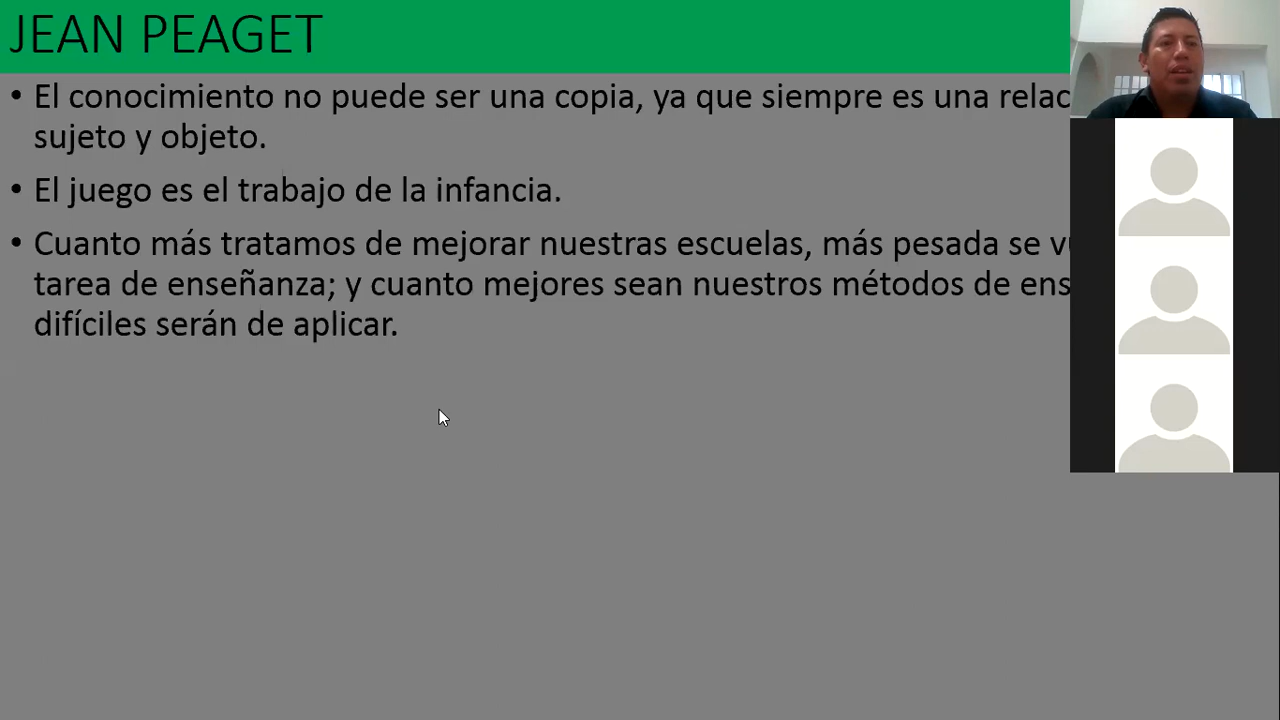 JEAN PEAGET
• El conocimiento no puede ser una copia, ya que siempre es una
sujeto y objeto.
• El juego es el trabajo de la infancia.
• Cuanto más tratamos de mejorar nuestras escuelas, más pesada se
tarea de enseñanza; y cuanto mejores sean nuestros métodos de
difíciles serán de aplicar.